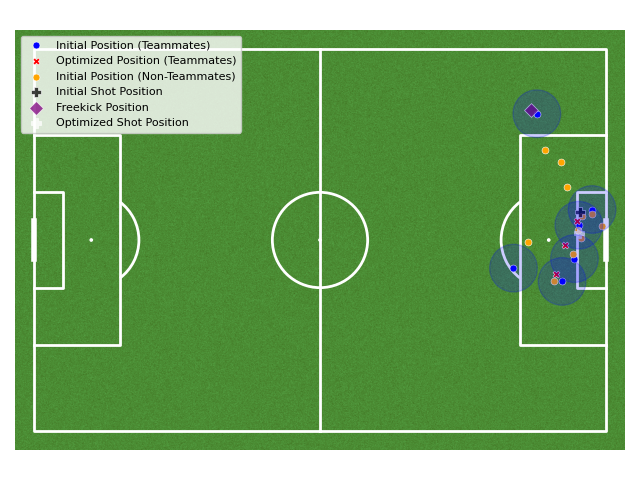 Initial Position (Teammates)
Optimized Position (Teammates)
Initial Position (Non-Teammates)
Initial Shot Position
Freekick Position
Optimized Shot Position